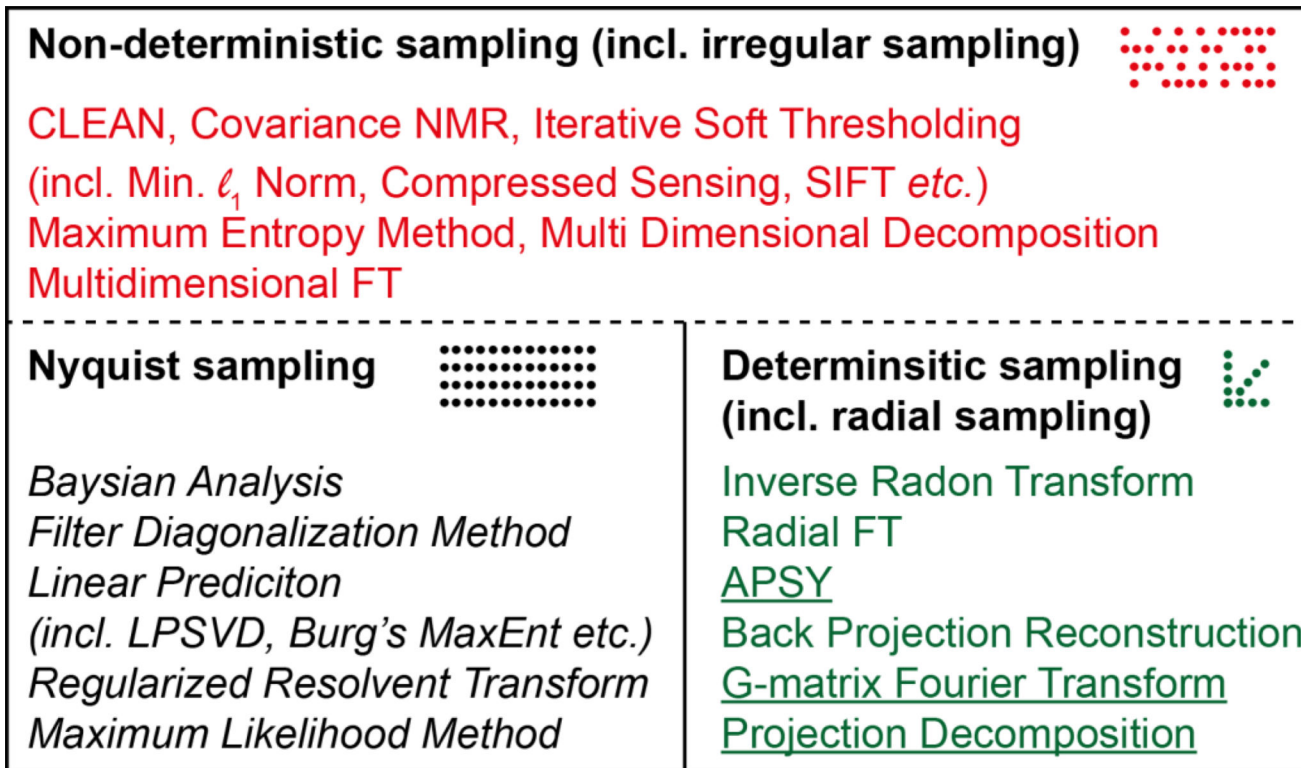 Non-deterministic sampling (incl. irregular sampling)
CLEAN, Covariance NMR, Iterative Soft Thresholding
(incl. Min. ℓ1 Norm, Compressed Sensing, SIFT etc.)
Maximum Entropy Method, Multi Dimensional Decomposition
Multidimensional FT
Nyquist sampling
Baysian Analysis
Filter Diagonalization Method
Linear Prediciton
(incl. LPSVD, Burg's MaxEnt etc.)
Regularized Resolvent Transform
Maximum Likelihood Method
Determinsitic sampling
(incl. radial sampling)
Inverse Radon Transform
Radial FT
APSY
Back Projection Reconstruction
G-matrix Fourier Transform
Projection Decomposition